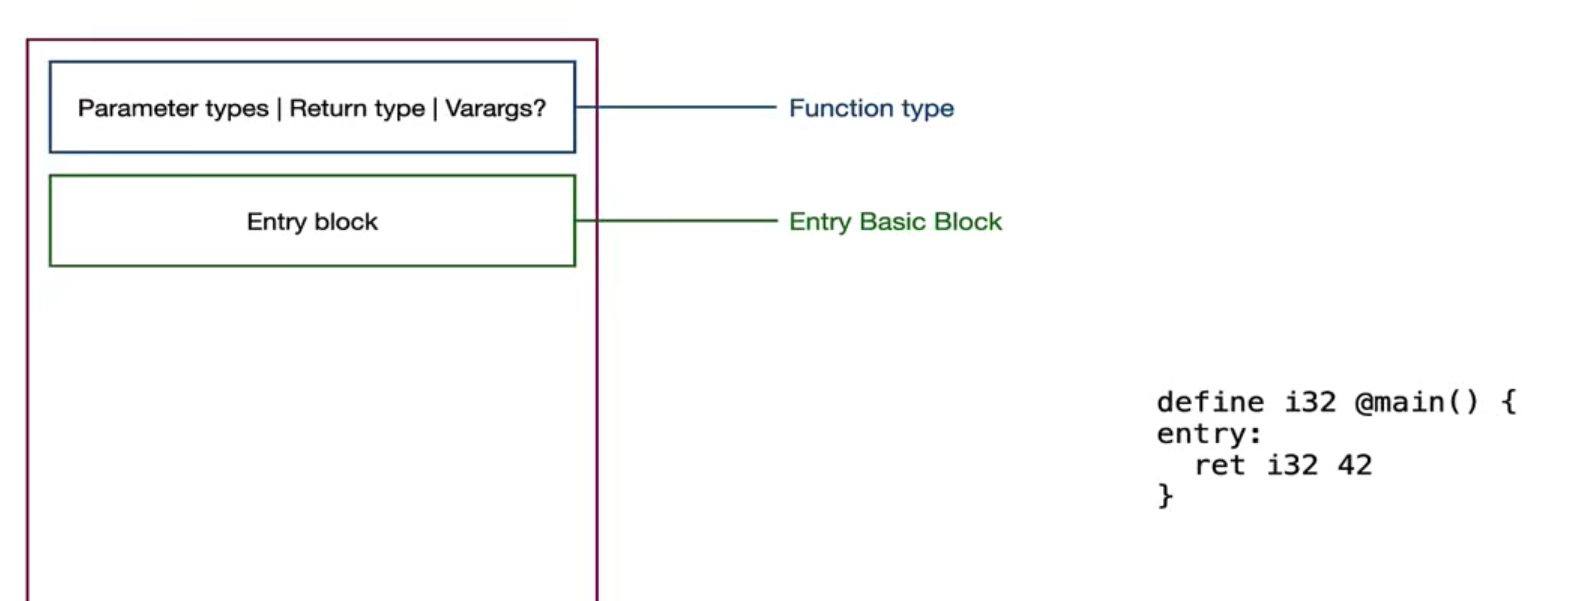 Parameter types | Return type | Varargs?
Function type
Entry block
Entry Basic Block
define i32 @main() {
entry:
  ret i32 42
}